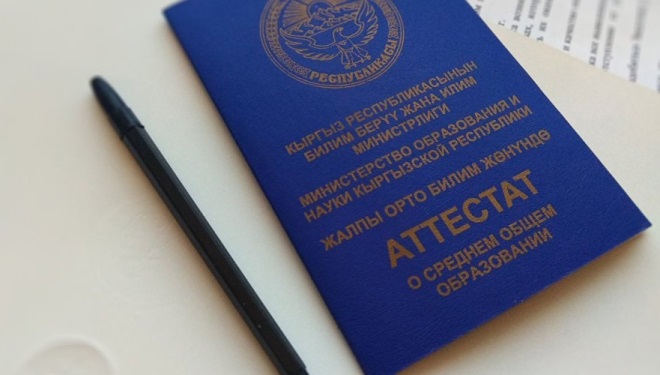 РЕСПУБЛИКАСЫ
КЫРГЫЗ РЕСПУБЛИКАСЫНЫН
БИЛИМ БЕРҮҮ ЖАНА ИЛИМ
МИНИСТРЛИГИ
МИНИСТЕРСТВО ОБРАЗОВАНИЯ И
НАУКИ КЫРГЫЗСКОЙ РЕСПУБЛИКИ
ЖАЛПЫ ОРТО БИЛИМ ЖӨНҮНДӨ
АТТЕСТАТ
О СРЕДНЕМ ОБЩЕМ
ОБРАЗОВАНИИ